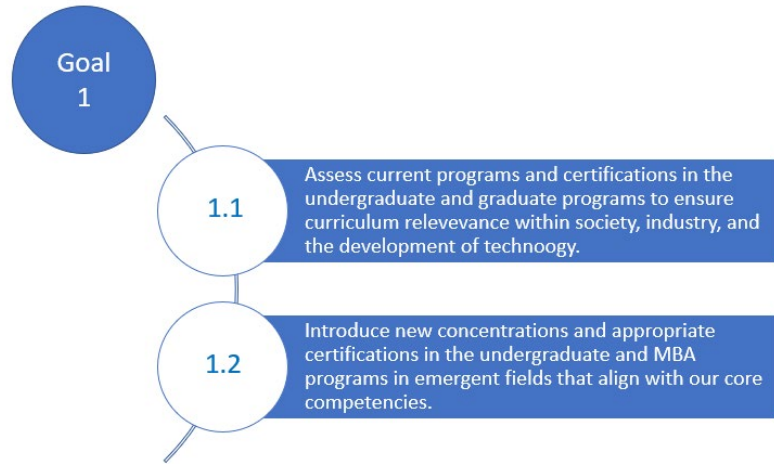 Goal
1
1.1
Assess current programs and certifications in the
undergraduate and graduate programs to ensure
curriculum relevevance within society, industry, and
the development of technoogy.
1.2
Introduce new concentrations and appropriate
certifications in the undergraduate and MBA
programs in emergent fields that align with our core
competencies.